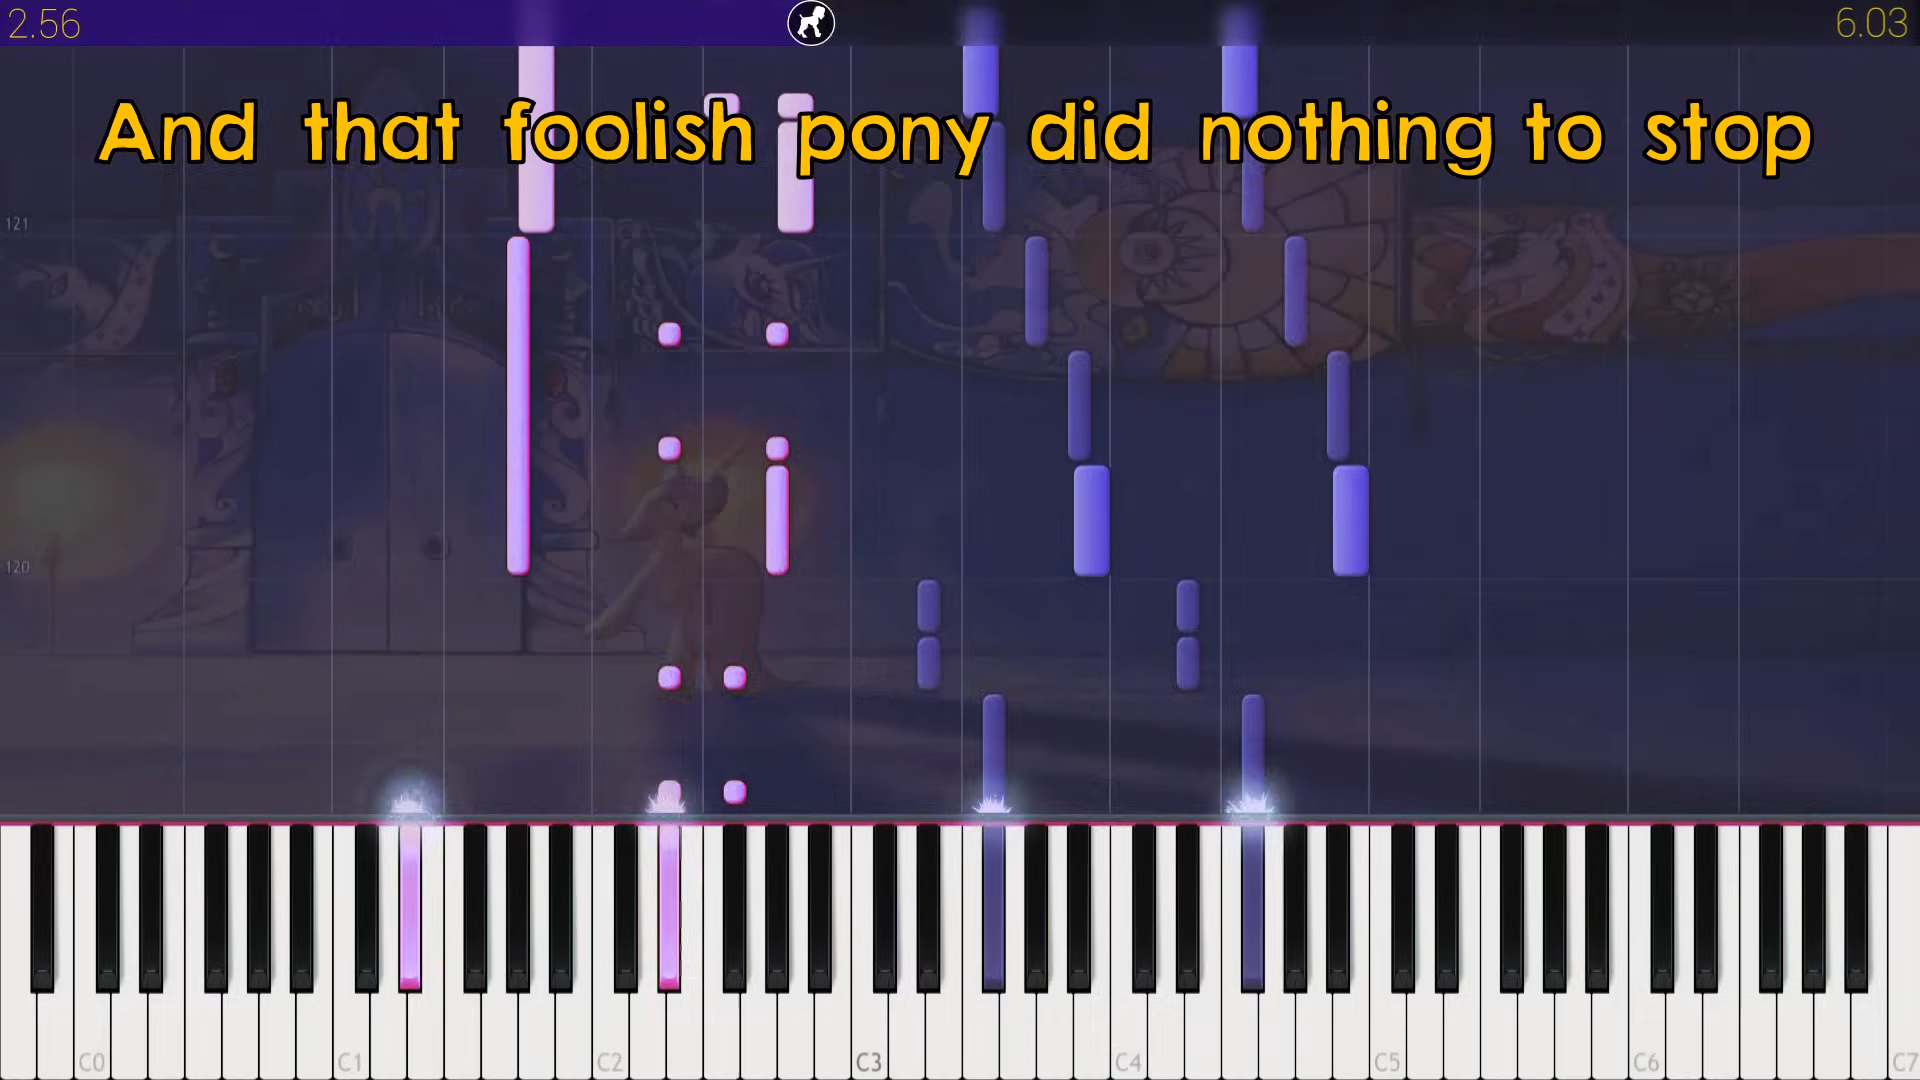 2.56
6.03
And that foolish pony did nothing to stop
121
120
C0 C1 C2 C3 C4 C5 C6 C7